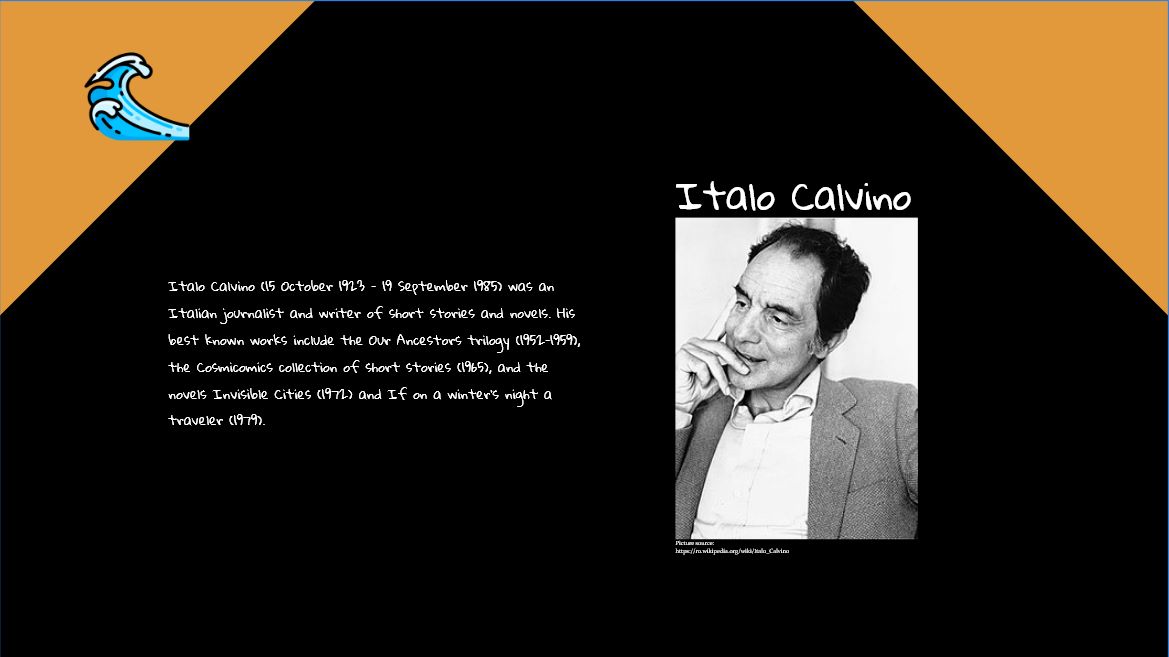 Italo Calvino
Italo Calvino (15 October 1923 - 19 September 1985) was an
Italian journalist and writer of short stories and novels. His
best known works include the Our Ancestors trilogy (1952-1959),
the Cosmicomics collection of short stories (1965), and the
novels Invisible Cities (1972) and If on a winter's night a
traveler (1979).
Picture source:
https://ro.wikipedia.org/wiki/Italo_Calvino